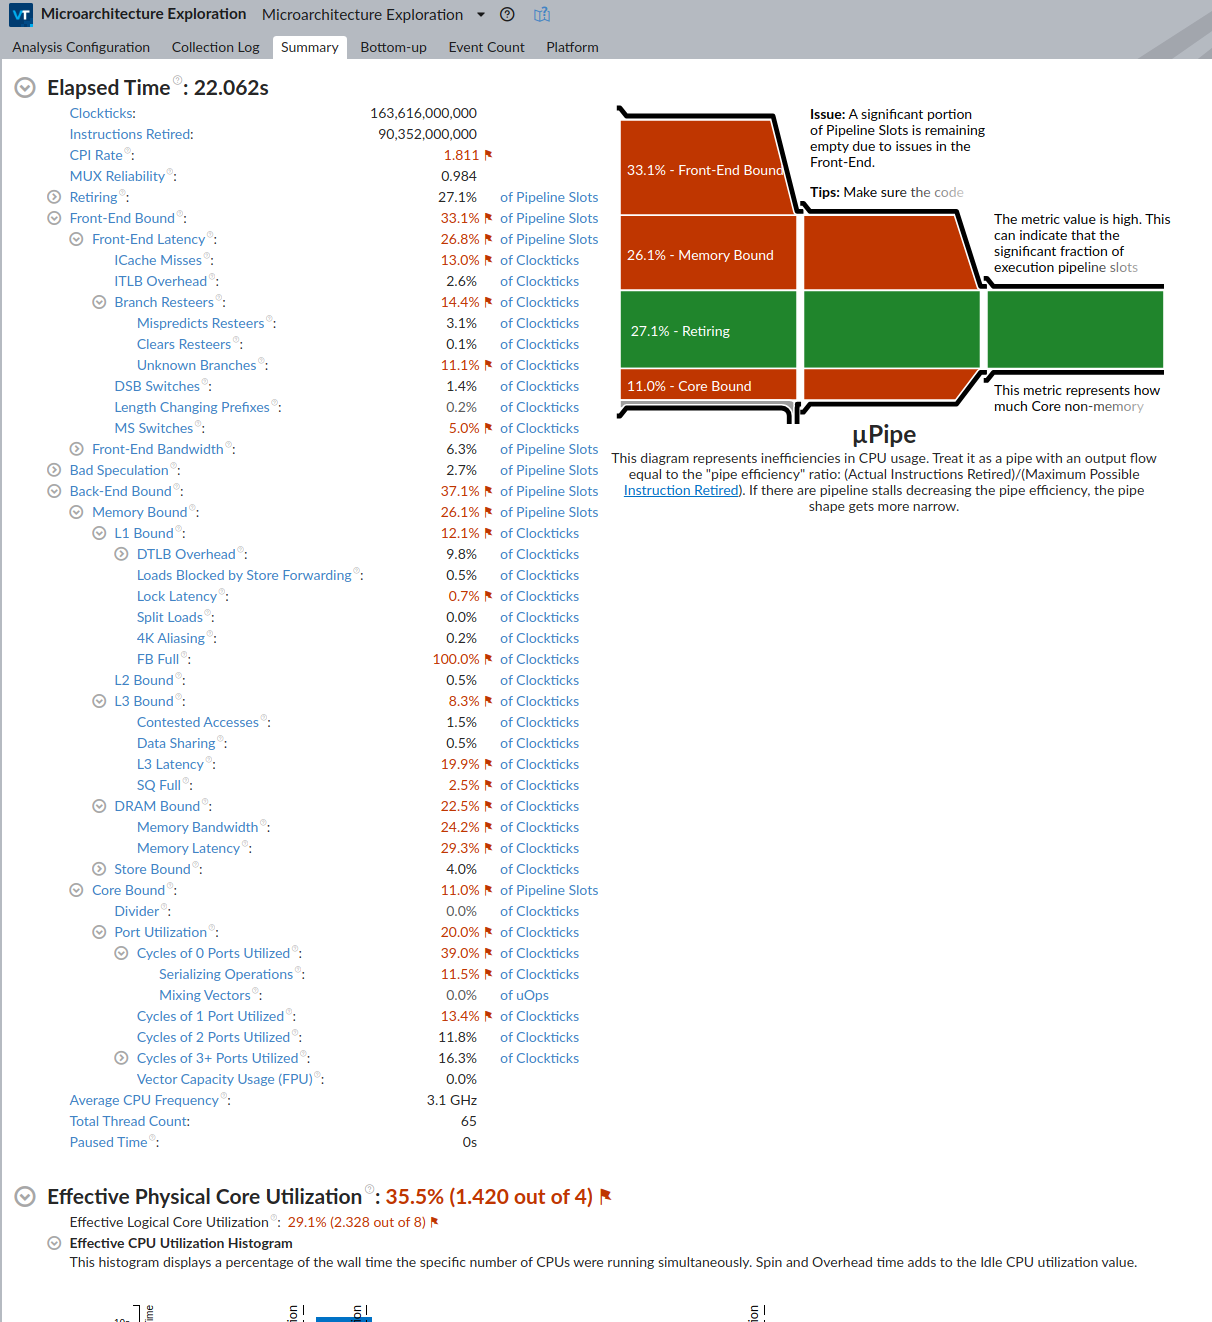 VT Microarchitecture Exploration Microarchitecture Exploration
Analysis Configuration Collection Log Summary Bottom-up Event Count Platform
Elapsed Time: 22.062s
Clockticks: 163,616,000,000
Instructions Retired: 90,352,000,000
CPI Rate: 1.811
MUX Reliability: 0.984
Retiring: 27.1% of Pipeline Slots
Front-End Bound: 33.1% of Pipeline Slots
Front-End Latency: 26.8% of Pipeline Slots
ICache Misses: 13.0% of Clockticks
ITLB Overhead: 2.6% of Clockticks
Branch Resteers: 14.4% of Clockticks
Mispredicts Resteers: 3.1% of Clockticks
Clears Resteers: 0.1% of Clockticks
Unknown Branches: 11.1% of Clockticks
DSB Switches: 1.4% of Clockticks
Length Changing Prefixes: 0.2% of Clockticks
MS Switches: 5.0% of Clockticks
Front-End Bandwidth: 6.3% of Pipeline Slots
Bad Speculation: 2.7% of Pipeline Slots
Back-End Bound: 37.1% of Pipeline Slots
Memory Bound: 26.1% of Pipeline Slots
L1 Bound: 12.1% of Clockticks
DTLB Overhead: 9.8% of Clockticks
Loads Blocked by Store Forwarding: 0.5% of Clockticks
Lock Latency: 0.7% of Clockticks
Split Loads: 0.0% of Clockticks
4K Aliasing: 0.2% of Clockticks
FB Full: 100.0% of Clockticks
L2 Bound: 0.5% of Clockticks
L3 Bound: 8.3% of Clockticks
Contested Accesses: 1.5% of Clockticks
Data Sharing: 0.5% of Clockticks
L3 Latency: 19.9% of Clockticks
SQ Full: 2.5% of Clockticks
DRAM Bound: 22.5% of Clockticks
Memory Bandwidth: 24.2% of Clockticks
Memory Latency: 29.3% of Clockticks
Store Bound: 4.0% of Clockticks
Core Bound: 11.0% of Pipeline Slots
Divider: 0.0% of Clockticks
Port Utilization: 20.0% of Clockticks
Cycles of 0 Ports Utilized: 39.0% of Clockticks
Serializing Operations: 11.5% of Clockticks
Mixing Vectors: 0.0% of uOps
Cycles of 1 Port Utilized: 13.4% of Clockticks
Cycles of 2 Ports Utilized: 11.8% of Clockticks
Cycles of 3+ Ports Utilized: 16.3% of Clockticks
Vector Capacity Usage (FPU): 0.0%
Average CPU Frequency: 3.1 GHz
Total Thread Count: 65
Paused Time: 0s
33.1% - Front-End Bound
26.1% - Memory Bound
27.1% - Retiring
11.0% - Core Bound
Issue: A significant portion
of Pipeline Slots is remaining
empty due to issues in the
Front-End.
Tips: Make sure the code
The metric value is high. This
can indicate that the
significant fraction of
execution pipeline slots
This metric represents how
much Core non-memory
µPipe
This diagram represents inefficiencies in CPU usage. Treat it as a pipe with an output flow
equal to the "pipe efficiency" ratio: (Actual Instructions Retired)/(Maximum Possible
Instruction Retired). If there are pipeline stalls decreasing the pipe efficiency, the pipe
shape gets more narrow.
Effective Physical Core Utilization: 35.5% (1.420 out of 4)
Effective Logical Core Utilization: 29.1% (2.328 out of 8)
Effective CPU Utilization Histogram
This histogram displays a percentage of the wall time the specific number of CPUs were running simultaneously. Spin and Overhead time adds to the Idle CPU utilization value.